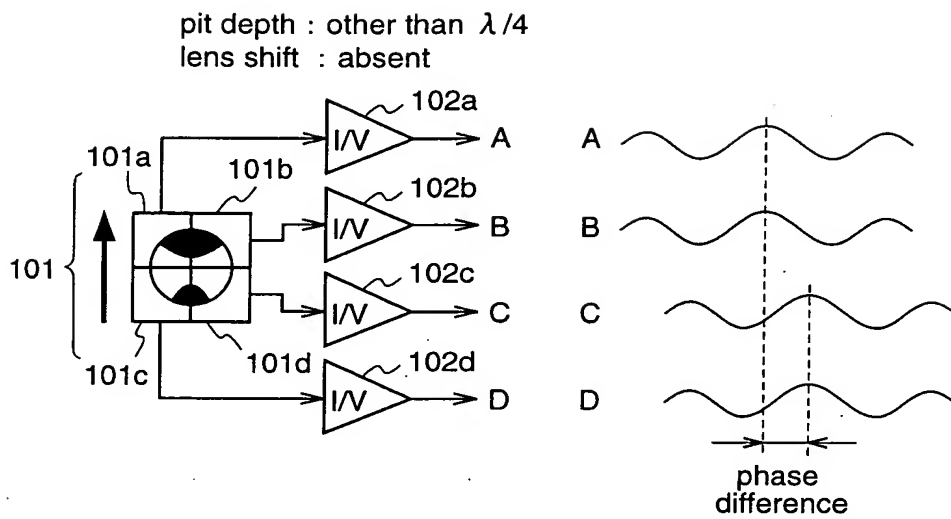 pit depth : other than λ/4
lens shift : absent
102a
I/V
A
A
101a
101b
102b
I/V
B
B
101
102c
I/V
C
C
101c
101d
102d
I/V
D
D
phase
difference